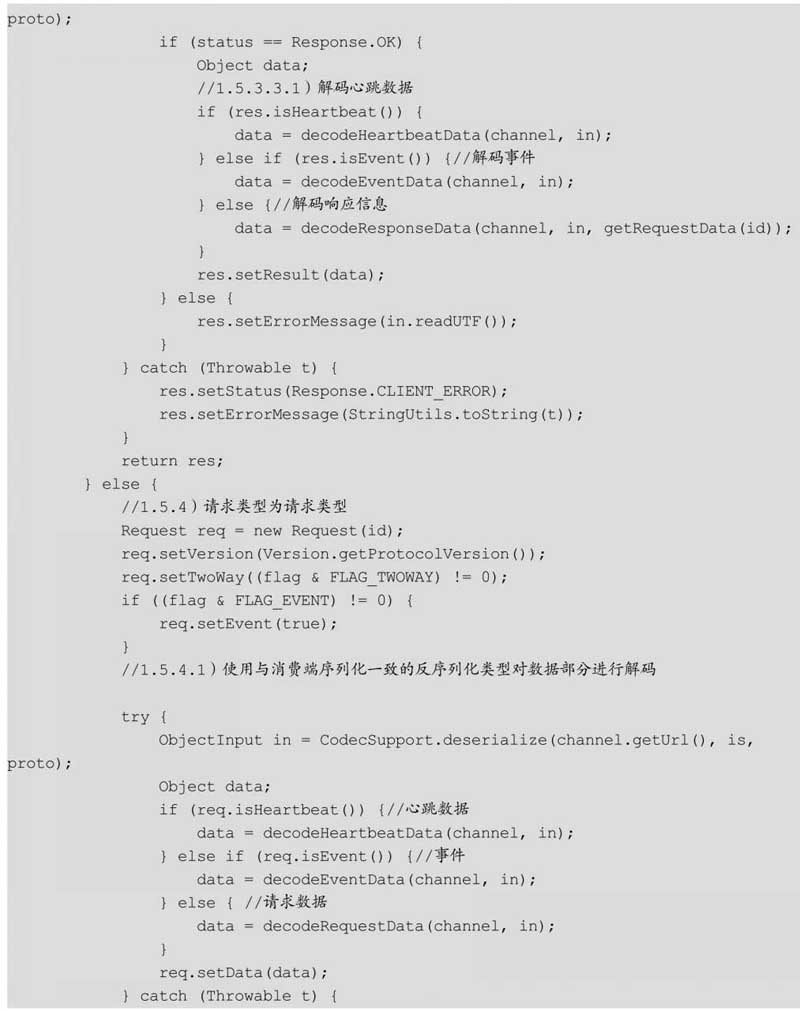 proto);
                if (status == Response.OK) {
                    Object data;
                    //1.5.3.3.1）解码心跳数据
                    if (res.isHeartbeat()) {
                        data = decodeHeartbeatData(channel, in);
                    } else if (res.isEvent()) {//解码事件
                        data = decodeEventData(channel, in);
                    } else {//解码响应信息
                        data = decodeResponseData(channel, in, getRequestData(id));
                    }
                    res.setResult(data);
                } else {
                    res.setErrorMessage(in.readUTF());
                }
            } catch (Throwable t) {
                res.setStatus(Response.CLIENT_ERROR);
                res.setErrorMessage(StringUtils.toString(t));
            }
            return res;
        } else {
            //1.5.4）请求类型为请求类型
            Request req = new Request(id);
            req.setVersion(Version.getProtocolVersion());
            req.setTwoWay((flag & FLAG_TWOWAY) != 0);
            if ((flag & FLAG_EVENT) != 0) {
                req.setEvent(true);
            }
            //1.5.4.1）使用与消费端序列化一致的反序列化类型对数据部分进行解码
            try {
                ObjectInput in = CodecSupport.deserialize(channel.getUrl(), is,
proto);
                Object data;
                if (req.isHeartbeat()) {//心跳数据
                    data = decodeHeartbeatData(channel, in);
                } else if (req.isEvent()) {//事件
                    data = decodeEventData(channel, in);
                } else { //请求数据
                    data = decodeRequestData(channel, in);
                }
                req.setData(data);
            } catch (Throwable t) {